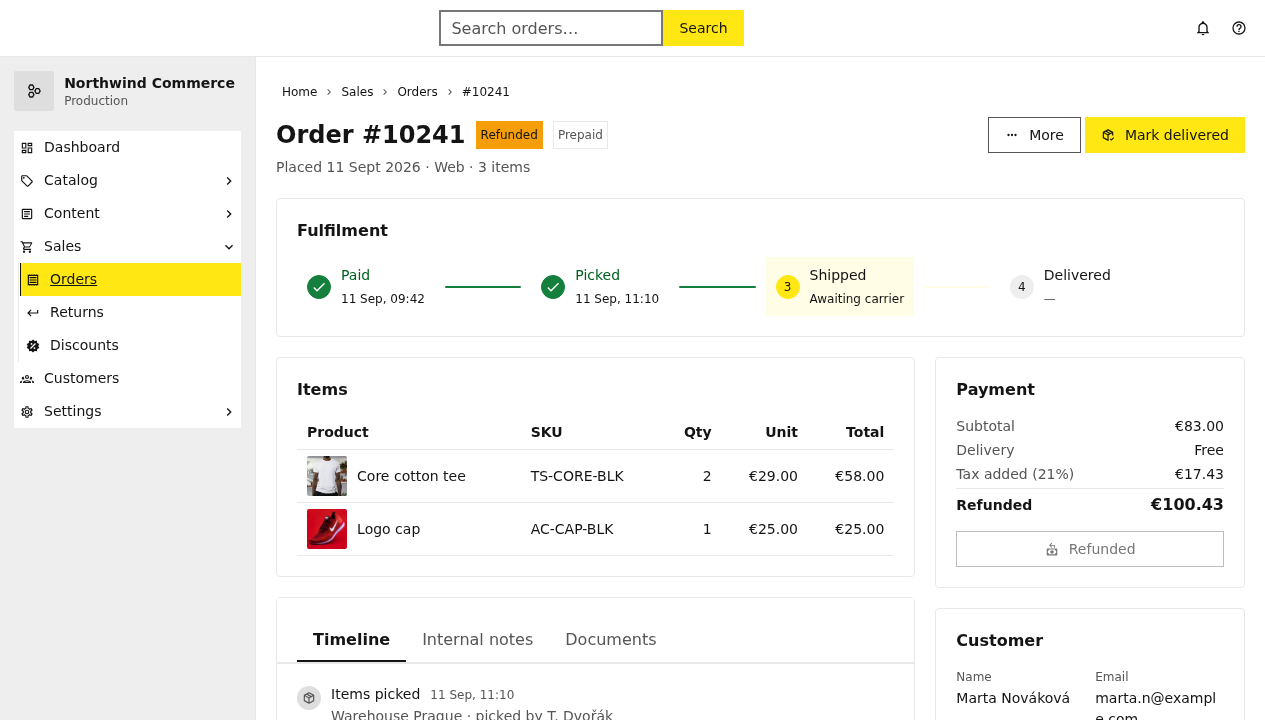 Search orders...
Search
Northwind Commerce
Production
Dashboard
Catalog
Content
Sales
Orders
Returns
Discounts
Customers
Settings
Home › Sales › Orders › #10241
Order #10241 Refunded Prepaid
Placed 11 Sept 2026 · Web · 3 items
More
Mark delivered
Fulfilment
Paid
11 Sep, 09:42
Picked
11 Sep, 11:10
3
Shipped
Awaiting carrier
4
Delivered
—
Items
Product SKU Qty Unit Total
Core cotton tee TS-CORE-BLK 2 €29.00 €58.00
Logo cap AC-CAP-BLK 1 €25.00 €25.00
Payment
Subtotal €83.00
Delivery Free
Tax added (21%) €17.43
Refunded €100.43
Refunded
Timeline Internal notes Documents
Items picked 11 Sep, 11:10
Warehouse Prague · picked by T. Dvořák
Customer
Name
Marta Nováková
Email
marta.n@exampl
e.com